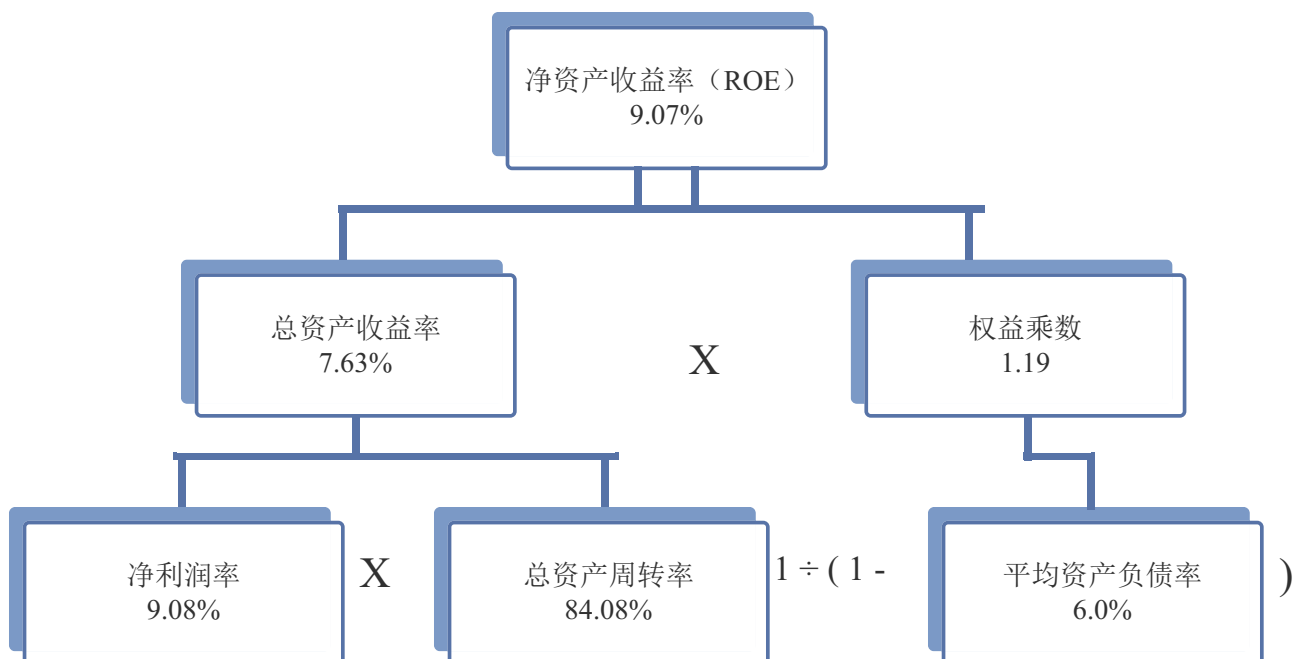 净资产收益率（ROE）
9.07%
总资产收益率
7.63%
X
权益乘数
1.19
净利润率
9.08%
X
总资产周转率
84.08%
1 ÷ ( 1 -
平均资产负债率
6.0%
)